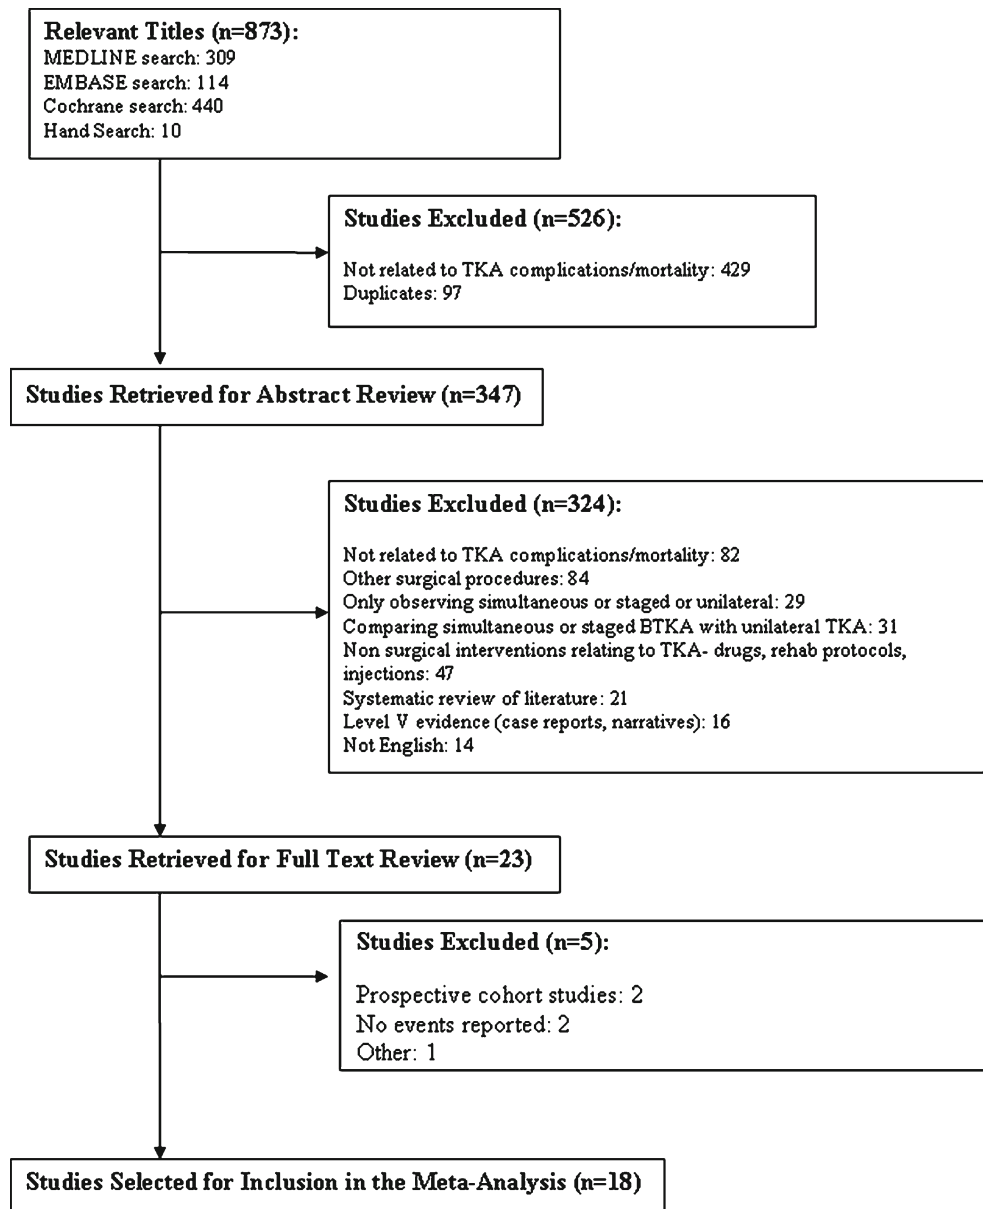 Relevant Titles (n=873):
MEDLINE search: 309
EMBASE search: 114
Cochrane search: 440
Hand Search: 10
Studies Excluded (n=526):
Not related to TKA complications/mortality: 429
Duplicates: 97
Studies Retrieved for Abstract Review (n=347)
Studies Excluded (n=324):
Not related to TKA complications/mortality: 82
Other surgical procedures: 84
Only observing simultaneous or staged or unilateral: 29
Comparing simultaneous or staged BTKA with unilateral TKA: 31
Non surgical interventions relating to TKA- drugs, rehab protocols,
injections: 47
Systematic review of literature: 21
Level V evidence (case reports, narratives): 16
Not English: 14
Studies Retrieved for Full Text Review (n=23)
Studies Excluded (n=5):
Prospective cohort studies: 2
No events reported: 2
Other: 1
Studies Selected for Inclusion in the Meta-Analysis (n=18)